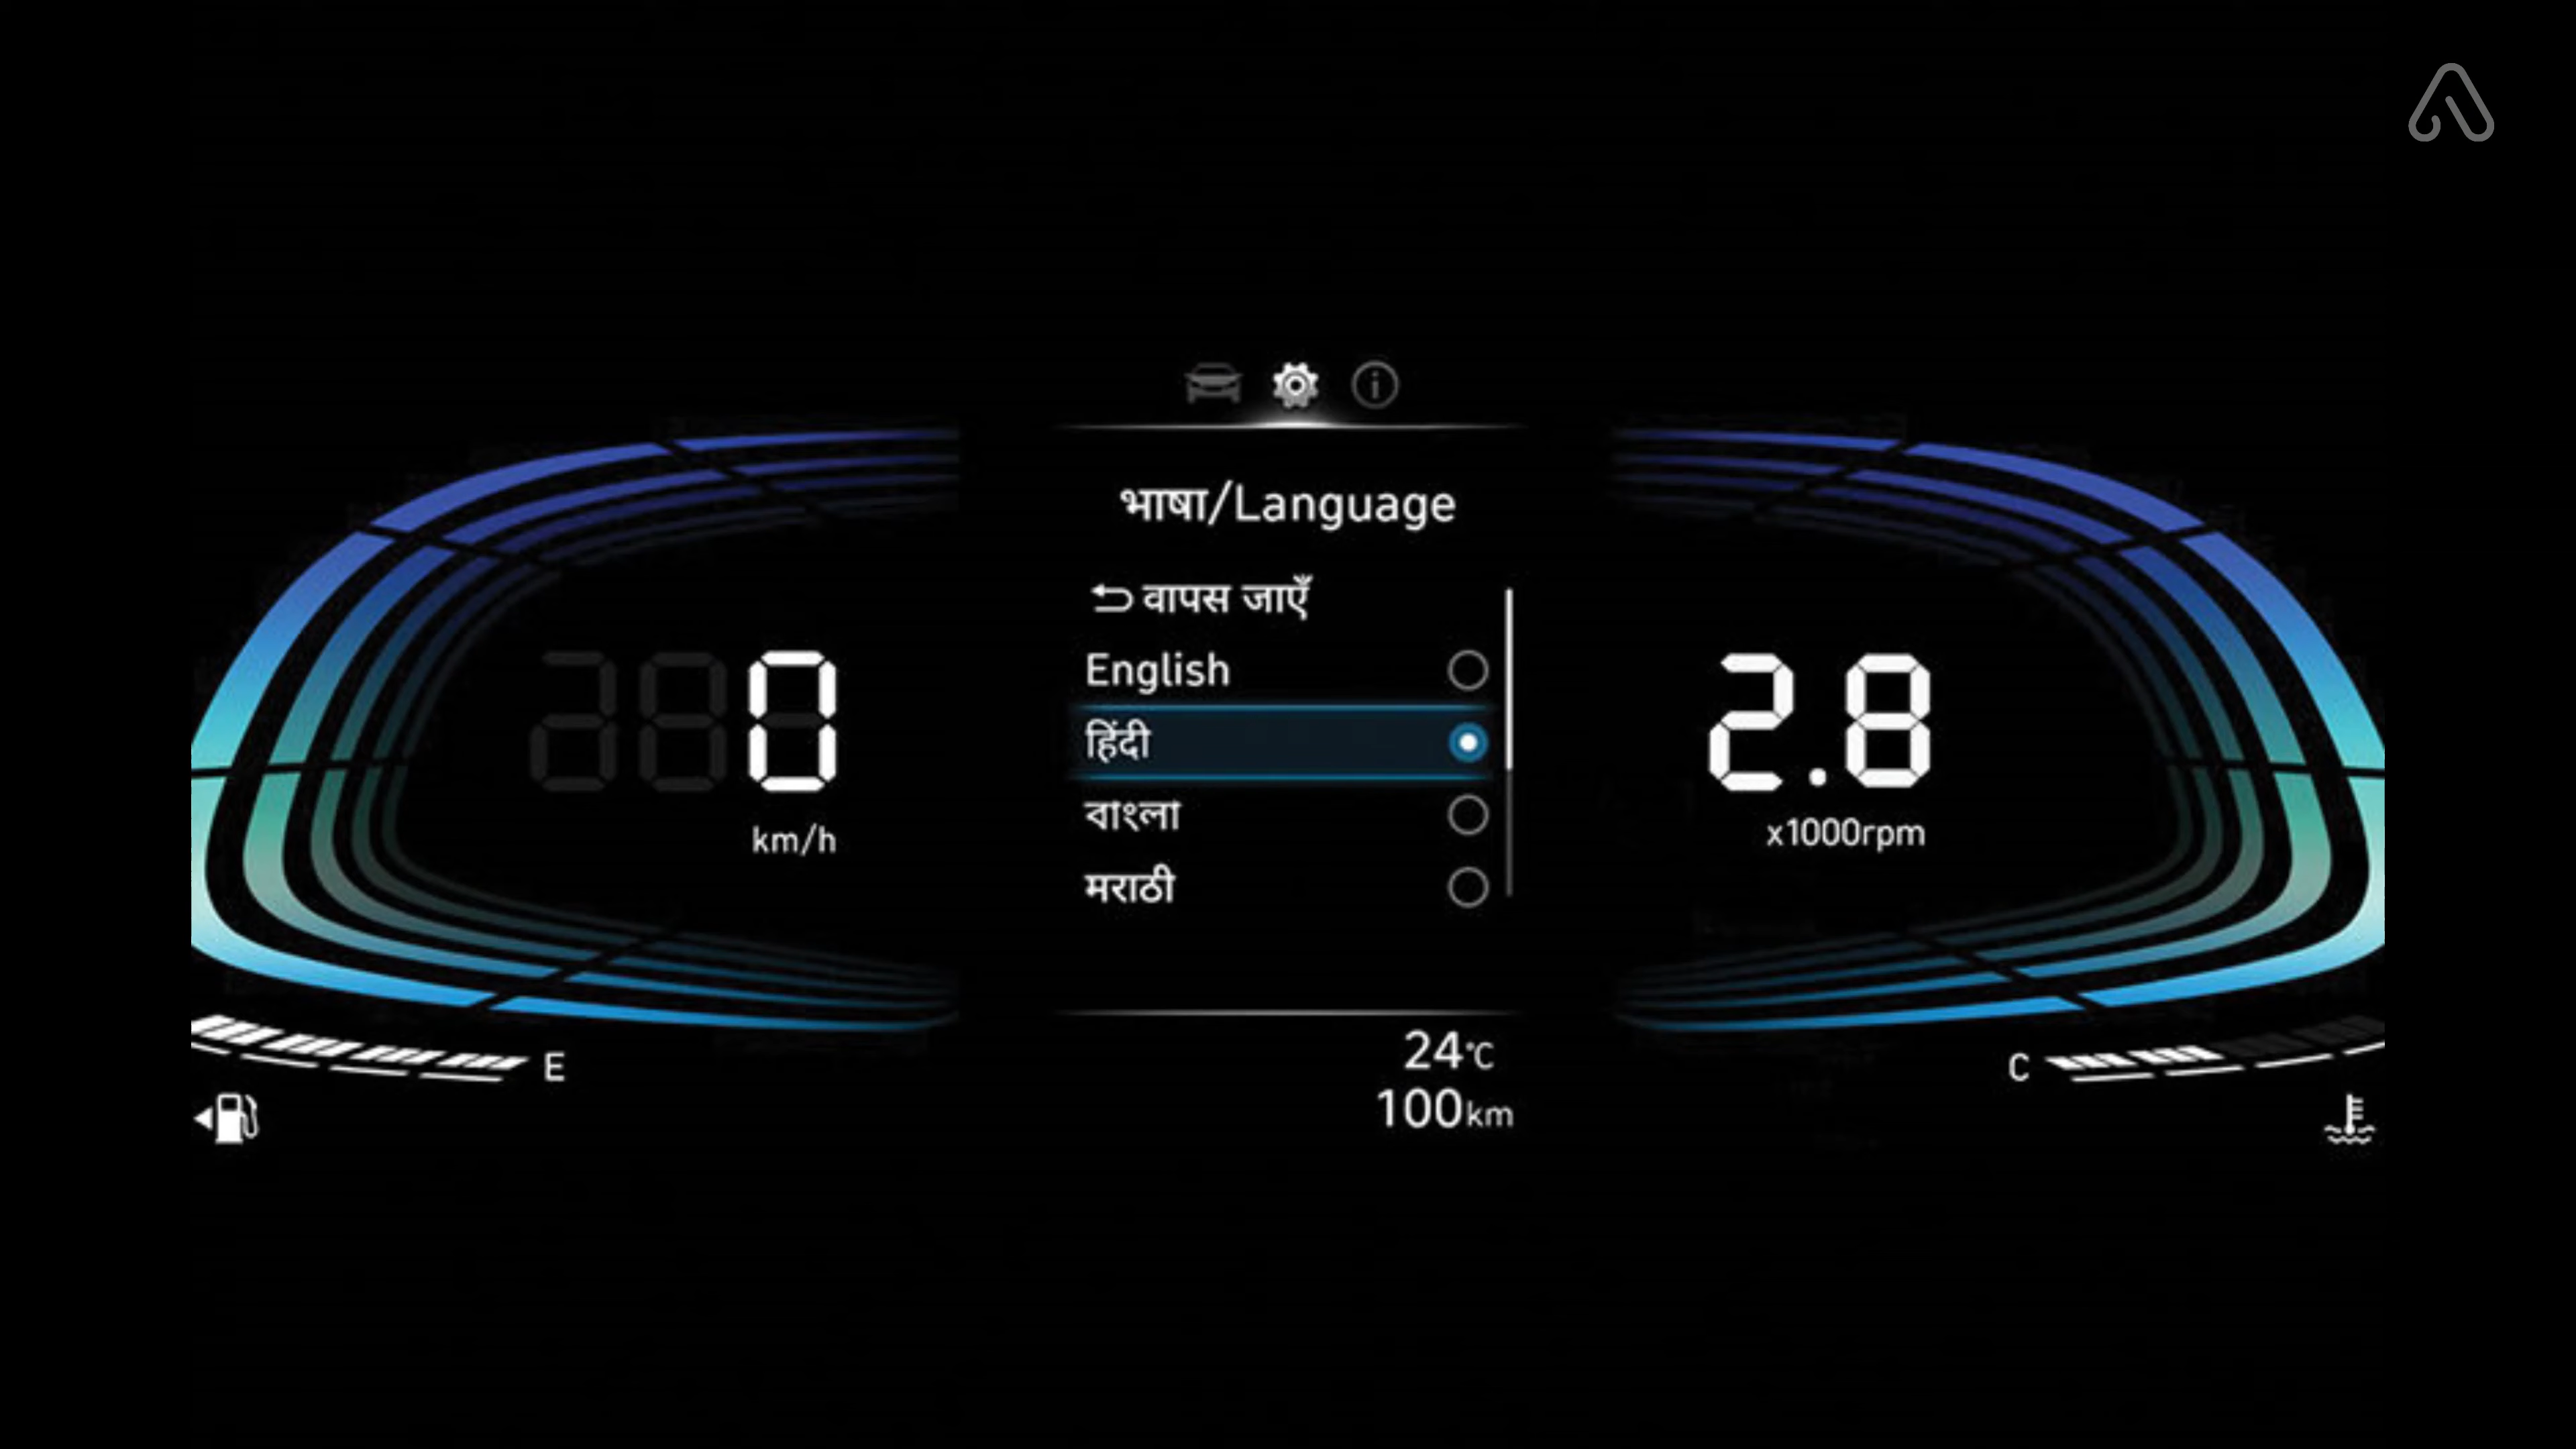 भाषा/Language
वापस जाएँ
English
हिंदी
বাংলা
मराठी
0
km/h
2.8
x1000rpm
E
C
24°C
100km